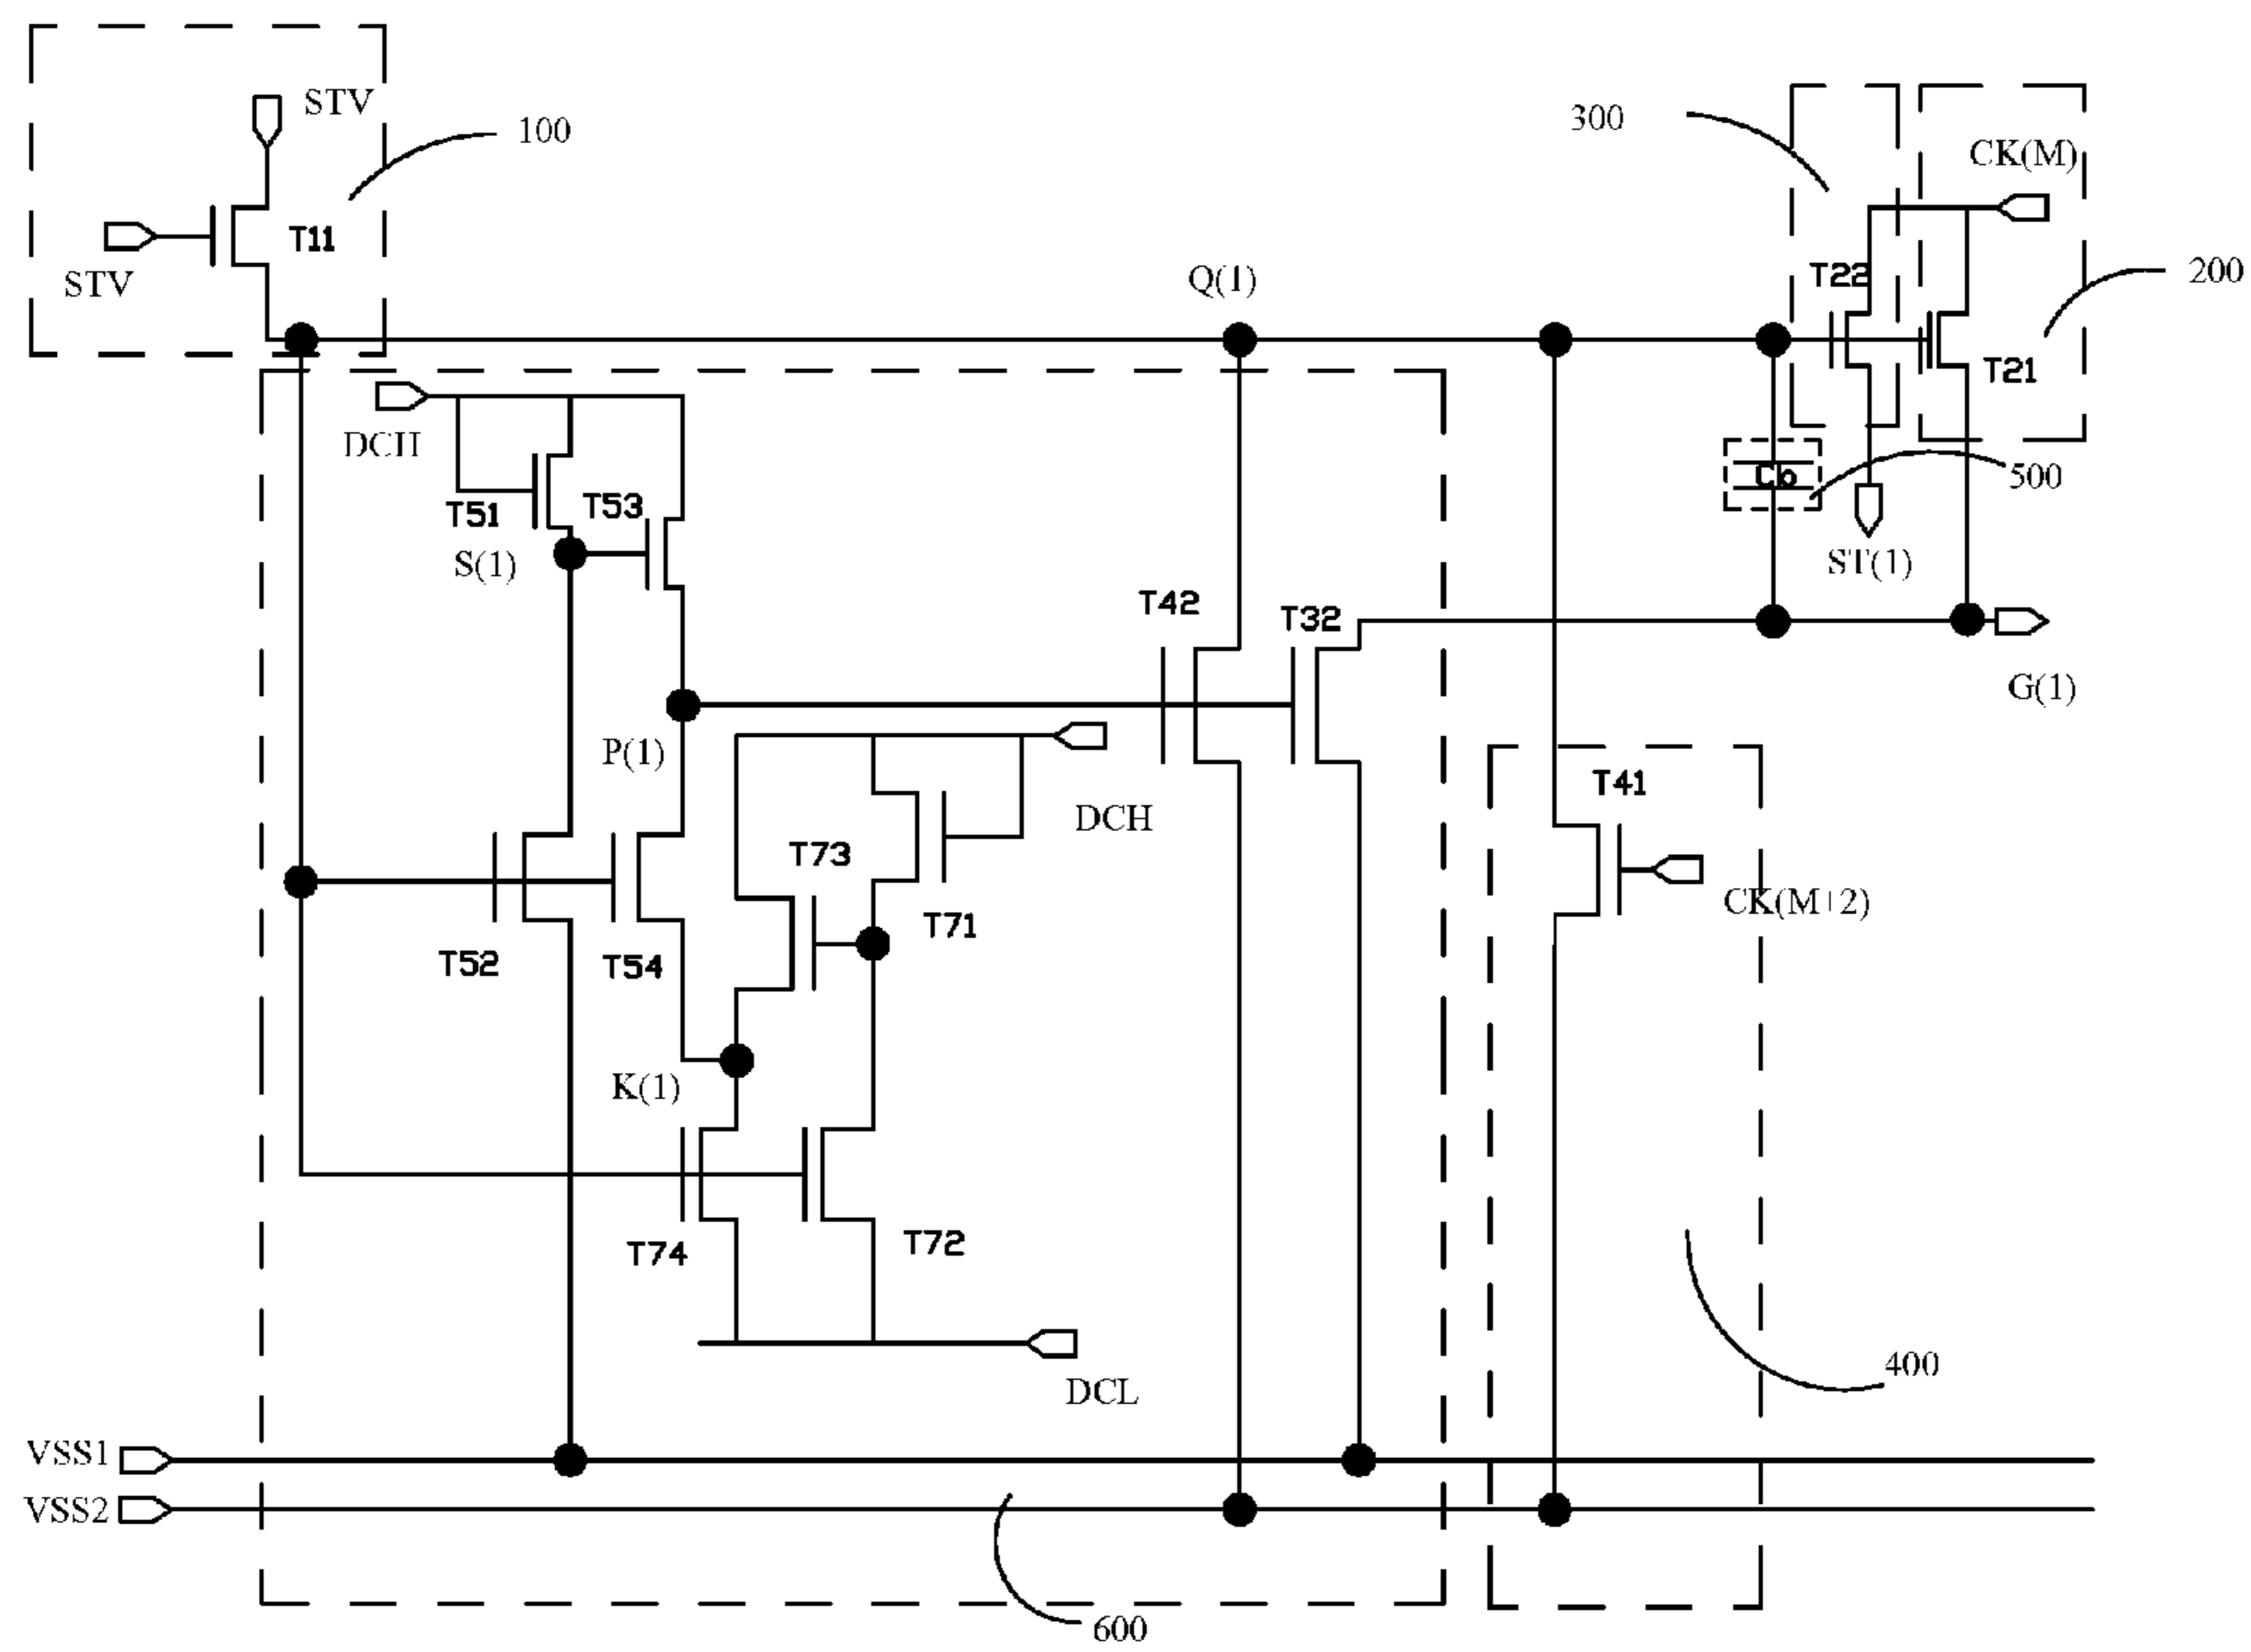 STV
100
300
CK(M)
T11
STV
Q(1)
T22
200
T21
DCH
Cb
500
T51
T53
S(1)
ST(1)
T42
T32
G(1)
P(1)
T41
DCH
T73
CK(M+2)
T71
T52
T54
K(1)
T74
T72
400
DCL
VSS1
VSS2
600